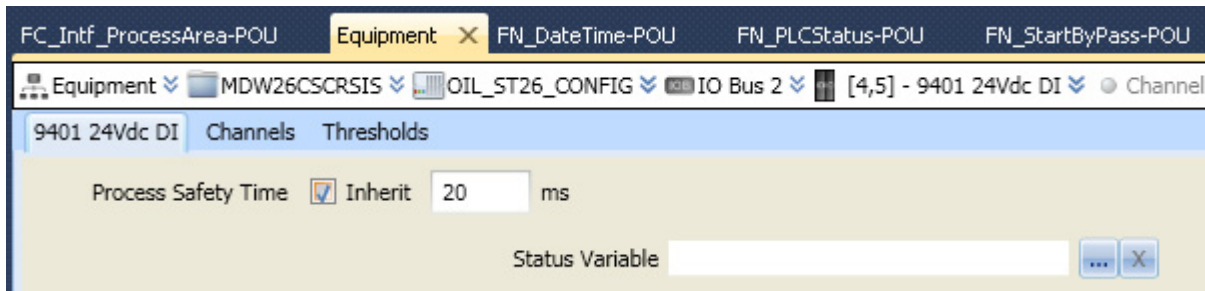 FC_Intf_ProcessArea-POU Equipment FN_DateTime-POU FN_PLCStatus-POU FN_StartByPass-POU
Equipment MDW26CSCRSIS OIL_ST26_CONFIG IO Bus 2 [4,5] - 9401 24Vdc DI Channel
9401 24Vdc DI Channels Thresholds
Process Safety Time Inherit 20 ms
Status Variable ... X